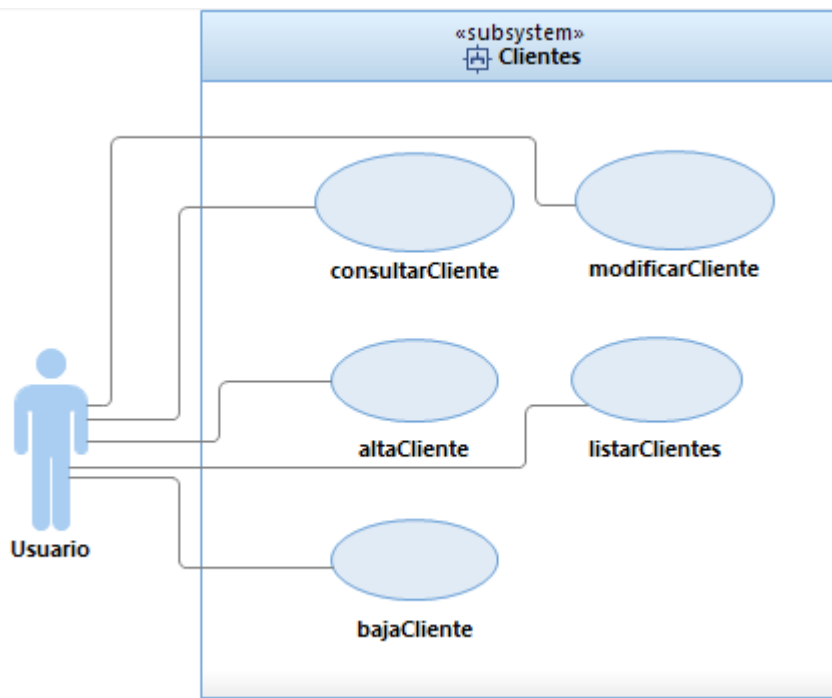 «subsystem»
Clientes
consultarCliente
modificarCliente
altaCliente
listarClientes
Usuario
bajaCliente